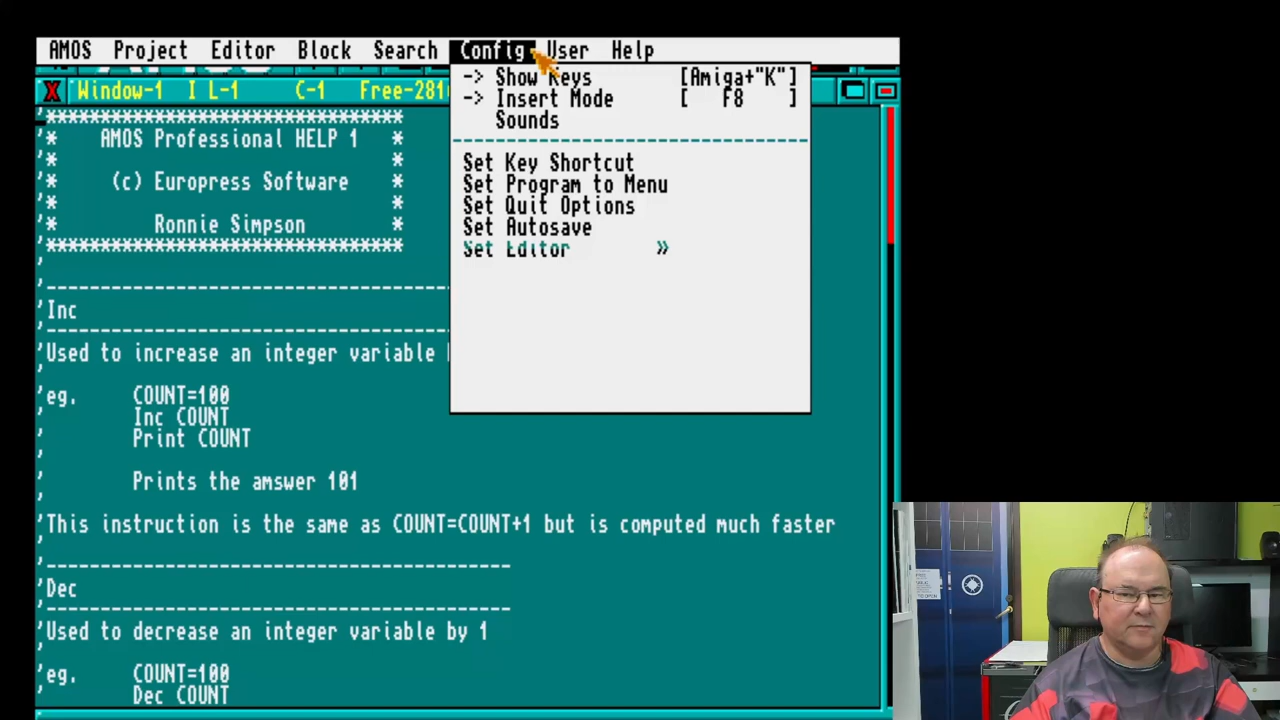 AMOS Project Editor Block Search Config User Help
X Window-1 I L-1 C-1 Free-281
-> Show Keys [Amiga+"K"]
-> Insert Mode [ F8 ]
Sounds
Set Key Shortcut
Set Program to Menu
Set Quit Options
Set Autosave
Set Editor »
'*********************************
'* AMOS Professional HELP 1 *
'* *
'* (c) Europress Software *
'* *
'* Ronnie Simpson *
'*********************************
'
'-------------------------------------------
'Inc
'-------------------------------------------
'Used to increase an integer variable
'
'eg. COUNT=100
' Inc COUNT
' Print COUNT
'
' Prints the amswer 101
'
'This instruction is the same as COUNT=COUNT+1 but is computed much faster
'
'-------------------------------------------
'Dec
'-------------------------------------------
'Used to decrease an integer variable by 1
'
'eg. COUNT=100
' Dec COUNT